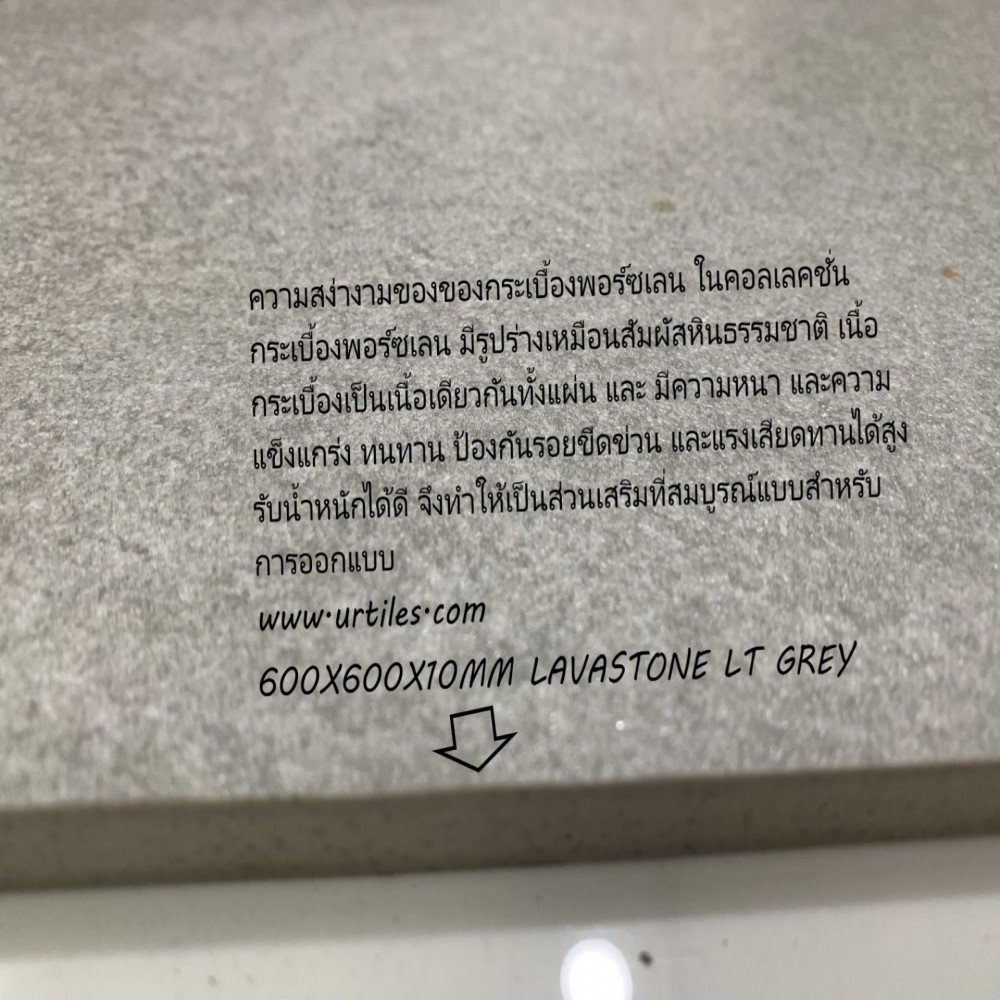 ความสง่างามของของกระเบื้องพอร์ซเลน ในคอลเลคชั่น
กระเบื้องพอร์ซเลน มีรูปร่างเหมือนสัมผัสหินธรรมชาติ เนื้อ
กระเบื้องเป็นเนื้อเดียวกันทั้งแผ่น และ มีความหนา และความ
แข็งแกร่ง ทนทาน ป้องกันรอยขีดข่วน และแรงเสียดทานได้สูง
รับน้ำหนักได้ดี จึงทำให้เป็นส่วนเสริมที่สมบูรณ์แบบสำหรับ
การออกแบบ
www.urtiles.com
600X600X10MM LAVASTONE LT GREY